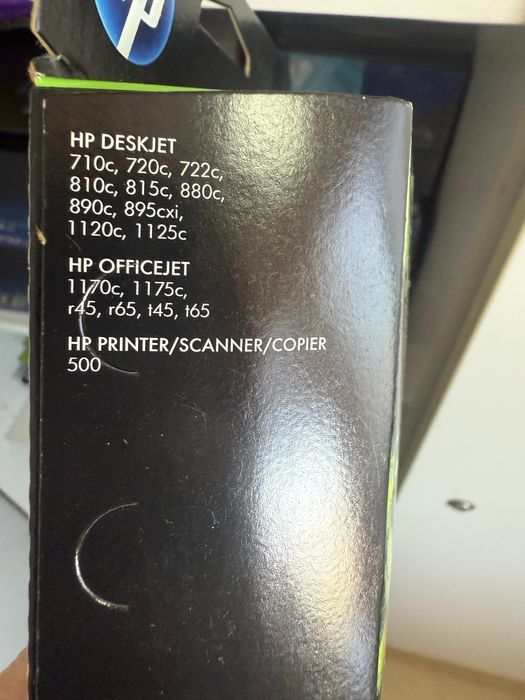 hp
HP DESKJET
710c, 720c, 722c,
810c, 815c, 880c,
890c, 895cxi,
1120c, 1125c
HP OFFICEJET
1170c, 1175c,
r45, r65, t45, t65
HP PRINTER/SCANNER/COPIER
500